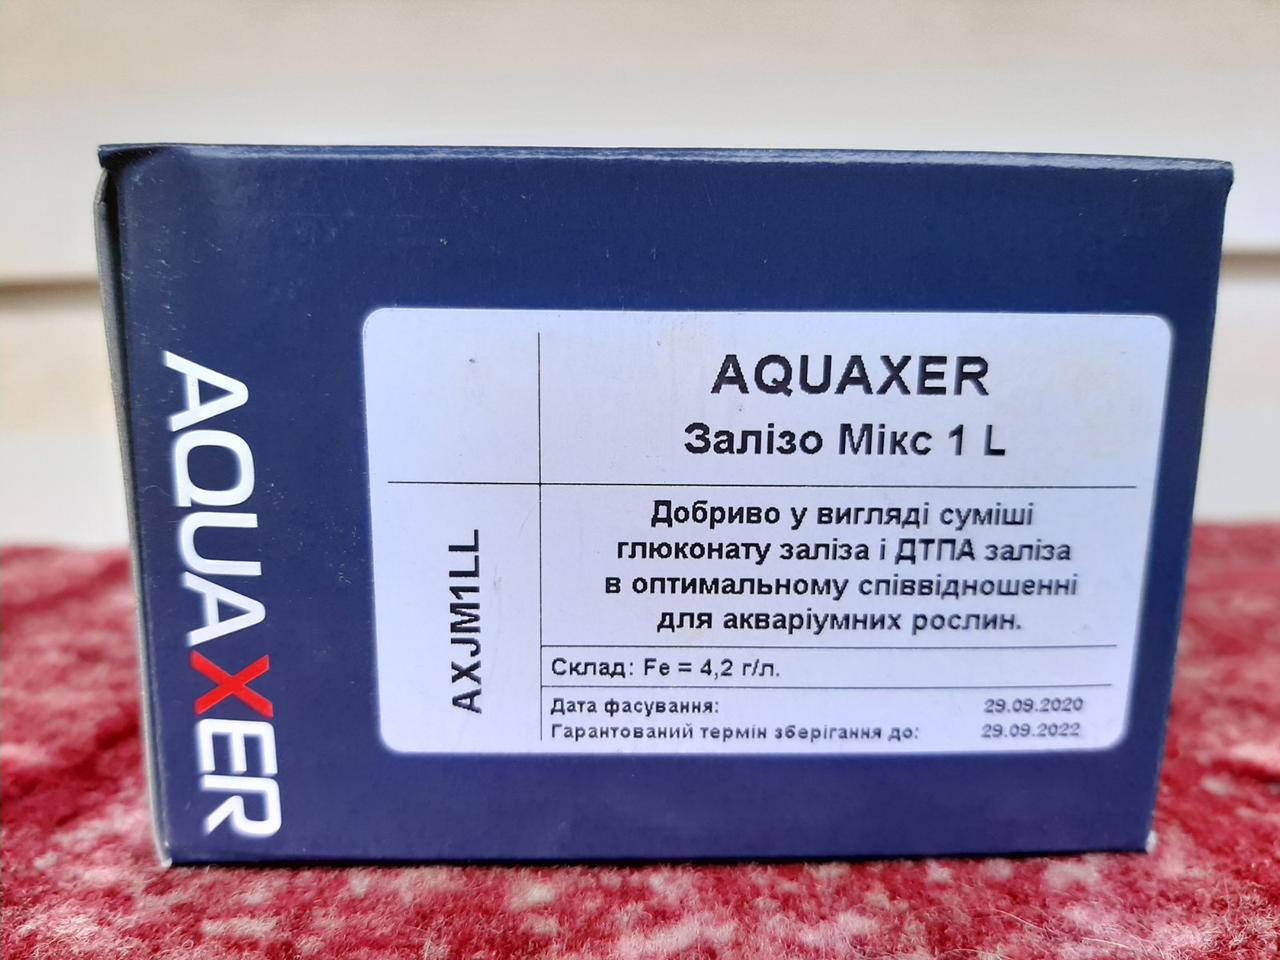 AQUAXER
AXJM1LL
AQUAXER
Залізо Мікс 1 L
Добриво у вигляді суміші
глюконату заліза і ДТПА заліза
в оптимальному співвідношенні
для акваріумних рослин.
Склад: Fe = 4,2 г/л.
Дата фасування: 29.09.2020
Гарантований термін зберігання до: 29.09.2022